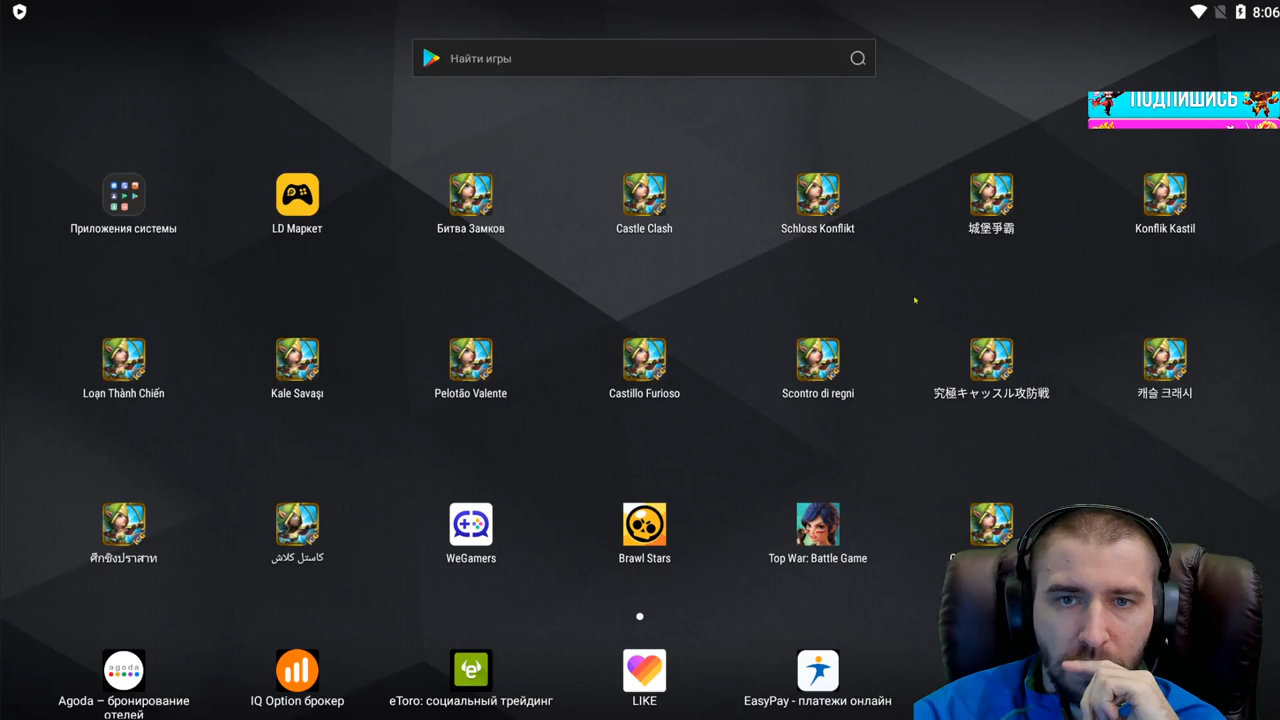 8:06
Найти игры
ПОДПИШИСЬ
Приложения системы
LD Маркет
Битва Замков
Castle Clash
Schloss Konflikt
城堡爭霸
Konflik Kastil
Loạn Thành Chiến
Kale Savaşı
Pelotão Valente
Castillo Furioso
Scontro di regni
究極キャッスル攻防戦
캐슬 크래시
ศึกชิงปราสาท
كاستل كلاش
WeGamers
Brawl Stars
Top War: Battle Game
agoda
Agoda – бронирование
отелей
IQ Option брокер
eToro: социальный трейдинг
LIKE
EasyPay - платежи онлайн